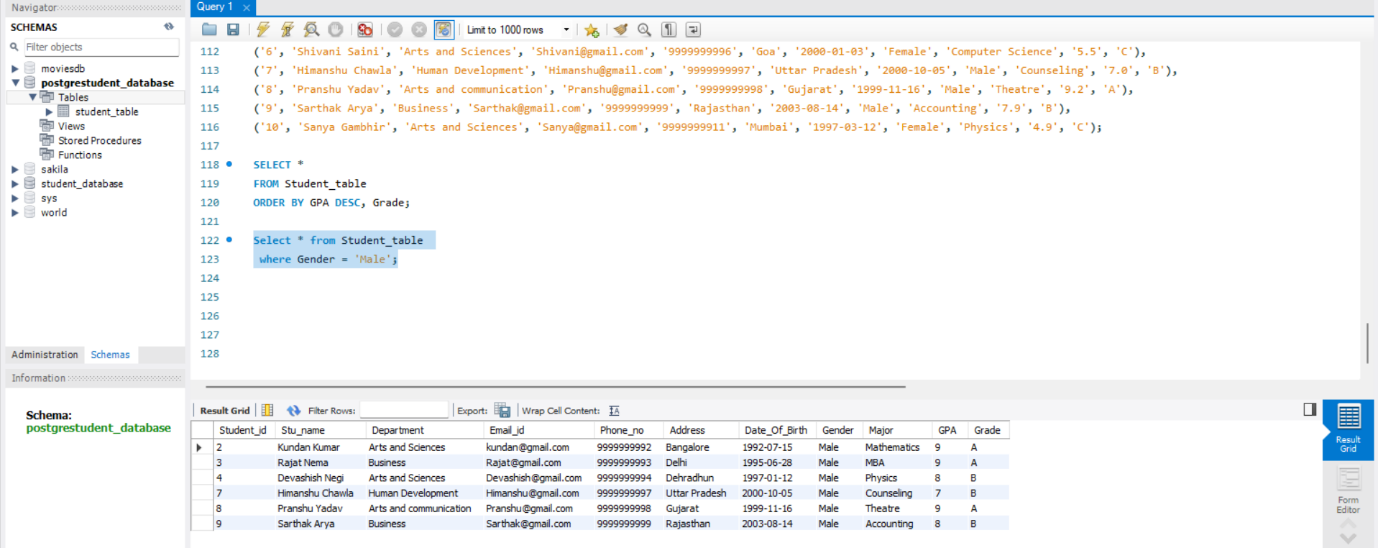 Navigator
SCHEMAS
Filter objects
moviesdb
postgrestudent_database
Tables
student_table
Views
Stored Procedures
Functions
sakila
student_database
sys
world
Administration Schemas
Information
Schema:
postgrestudent_database
Query 1
Limit to 1000 rows
112 ('6', 'Shivani Saini', 'Arts and Sciences', 'Shivani@gmail.com', '9999999996', 'Goa', '2000-01-03', 'Female', 'Computer Science', '5.5', 'C'),
113 ('7', 'Himanshu Chawla', 'Human Development', 'Himanshu@gmail.com', '9999999997', 'Uttar Pradesh', '2000-10-05', 'Male', 'Counseling', '7.0', 'B'),
114 ('8', 'Pranshu Yadav', 'Arts and communication', 'Pranshu@gmail.com', '9999999998', 'Gujarat', '1999-11-16', 'Male', 'Theatre', '9.2', 'A'),
115 ('9', 'Sarthak Arya', 'Business', 'Sarthak@gmail.com', '9999999999', 'Rajasthan', '2003-08-14', 'Male', 'Accounting', '7.9', 'B'),
116 ('10', 'Sanya Gambhir', 'Arts and Sciences', 'Sanya@gmail.com', '9999999911', 'Mumbai', '1997-03-12', 'Female', 'Physics', '4.9', 'C');
117
118 SELECT *
119 FROM Student_table
120 ORDER BY GPA DESC, Grade;
121
122 Select * from Student_table
123 where Gender = 'Male';
124
125
126
127
128
Result Grid Filter Rows: Export: Wrap Cell Content:
Student_id Stu_name Department Email_id Phone_no Address Date_Of_Birth Gender Major GPA Grade
2 Kundan Kumar Arts and Sciences kundan@gmail.com 9999999992 Bangalore 1992-07-15 Male Mathematics 9 A
3 Rajat Nema Business Rajat@gmail.com 9999999993 Delhi 1995-06-28 Male MBA 9 A
4 Devashish Negi Arts and Sciences Devashish@gmail.com 9999999994 Dehradhun 1997-01-12 Male Physics 8 B
7 Himanshu Chawla Human Development Himanshu@gmail.com 9999999997 Uttar Pradesh 2000-10-05 Male Counseling 7 B
8 Pranshu Yadav Arts and communication Pranshu@gmail.com 9999999998 Gujarat 1999-11-16 Male Theatre 9 A
9 Sarthak Arya Business Sarthak@gmail.com 9999999999 Rajasthan 2003-08-14 Male Accounting 8 B
Result
Grid
Form
Editor